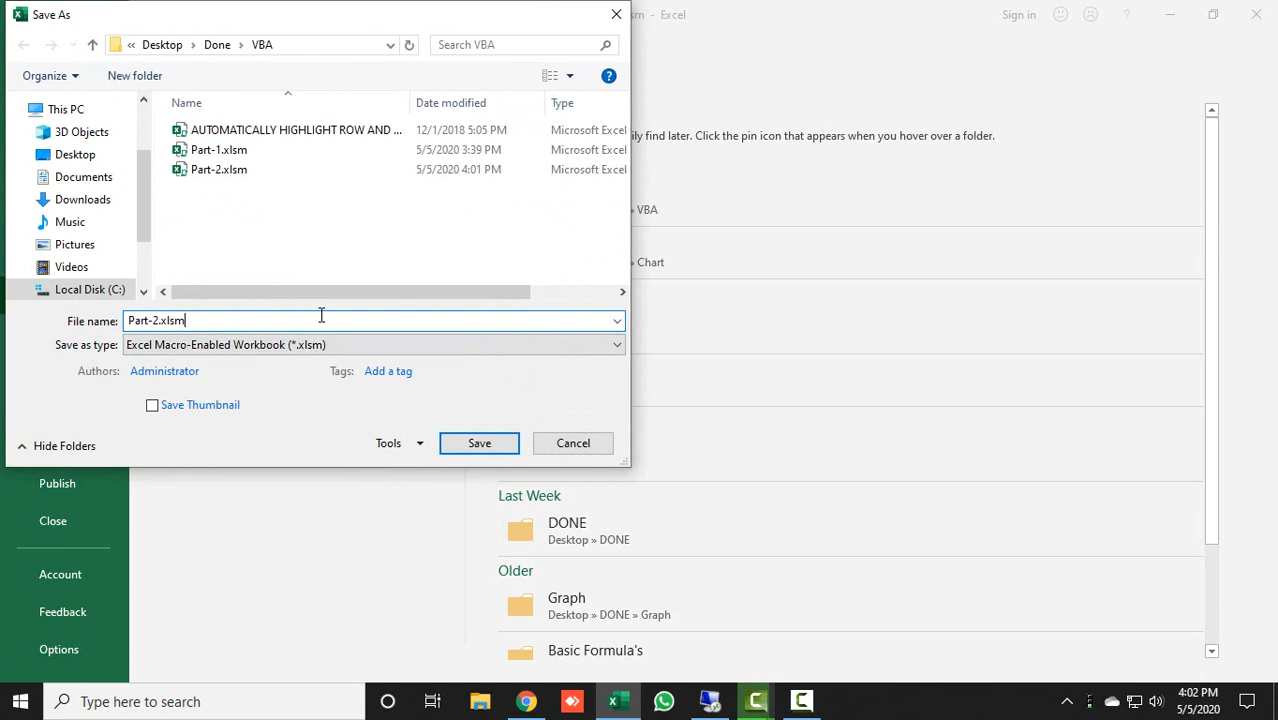 Save As
sm - Excel
Sign in
?
« Desktop › Done › VBA
Search VBA
Organize
New folder
?
Name
Date modified
Type
This PC
3D Objects
Desktop
Documents
Downloads
Music
Pictures
Videos
Local Disk (C:)
AUTOMATICALLY HIGHLIGHT ROW AND ... 12/1/2018 5:05 PM Microsoft Excel
Part-1.xlsm 5/5/2020 3:39 PM Microsoft Excel
Part-2.xlsm 5/5/2020 4:01 PM Microsoft Excel
ily find later. Click the pin icon that appears when you hover over a folder.
» VBA
» Chart
File name: Part-2.xlsm
Save as type: Excel Macro-Enabled Workbook (*.xlsm)
Authors: Administrator
Tags: Add a tag
Save Thumbnail
Hide Folders
Tools
Save
Cancel
Publish
Close
Account
Feedback
Options
Last Week
DONE
Desktop » DONE
Older
Graph
Desktop » DONE » Graph
Basic Formula's
Type here to search
4:02 PM
5/5/2020